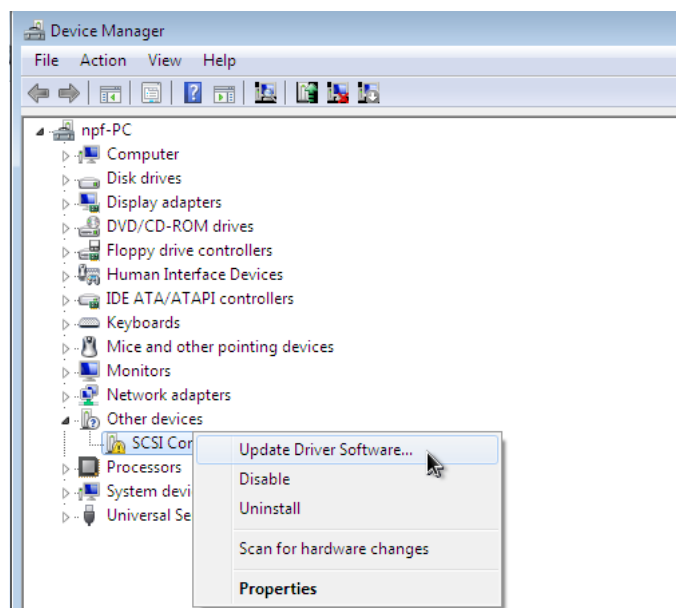 Device Manager
File Action View Help
npf-PC
Computer
Disk drives
Display adapters
DVD/CD-ROM drives
Floppy drive controllers
Human Interface Devices
IDE ATA/ATAPI controllers
Keyboards
Mice and other pointing devices
Monitors
Network adapters
Other devices
SCSI Cor
Processors
System devi
Universal Se
Update Driver Software...
Disable
Uninstall
Scan for hardware changes
Properties